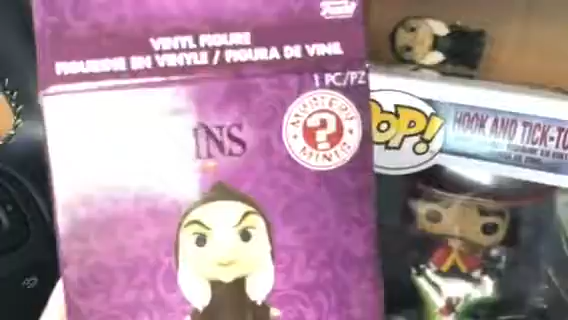 Funko
VINYL FIGURE
FIGURINE EN VINYLE / FIGURA DE VINIL
1 PC/PZ
INS
MYSTERY
?
MINIS
POP!
HOOK AND TICK-TO